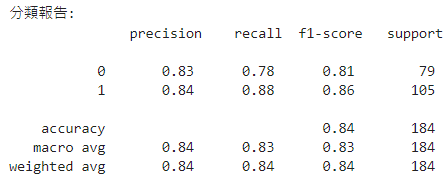 分類報告:
precision recall f1-score support
0 0.83 0.78 0.81 79
1 0.84 0.88 0.86 105
accuracy 0.84 184
macro avg 0.84 0.83 0.83 184
weighted avg 0.84 0.84 0.84 184